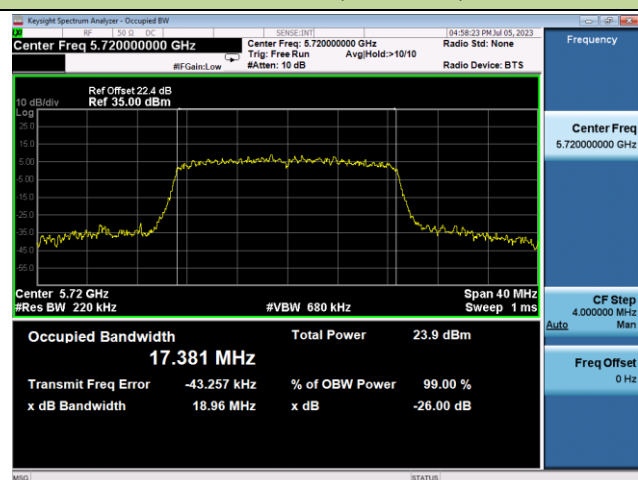 Keysight Spectrum Analyzer - Occupied BW
RF 50 Ω DC SENSE:INT 04:58:23 PM Jul 05, 2023
Center Freq 5.720000000 GHz Center Freq: 5.720000000 GHz Radio Std: None Frequency
Trig: Free Run Avg|Hold:>10/10
#IFGain:Low #Atten: 10 dB Radio Device: BTS
Ref Offset 22.4 dB
10 dB/div Ref 35.00 dBm
Log
25.0
15.0
5.00
-5.00
-15.0
-25.0
-35.0
-45.0
-55.0
Center Freq
5.720000000 GHz
Center 5.72 GHz Span 40 MHz
#Res BW 220 kHz #VBW 680 kHz Sweep 1 ms
CF Step
4.000000 MHz
Auto Man
Occupied Bandwidth Total Power 23.9 dBm
17.381 MHz
Transmit Freq Error -43.257 kHz % of OBW Power 99.00 %
x dB Bandwidth 18.96 MHz x dB -26.00 dB
Freq Offset
0 Hz
MSG STATUS